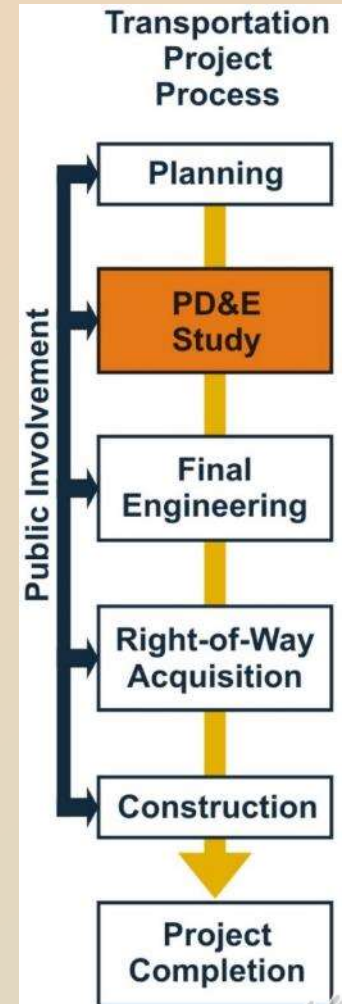 Transportation
Project
Process
Public Involvement
Planning
PD&E
Study
Final
Engineering
Right-of-Way
Acquisition
Construction
Project
Completion